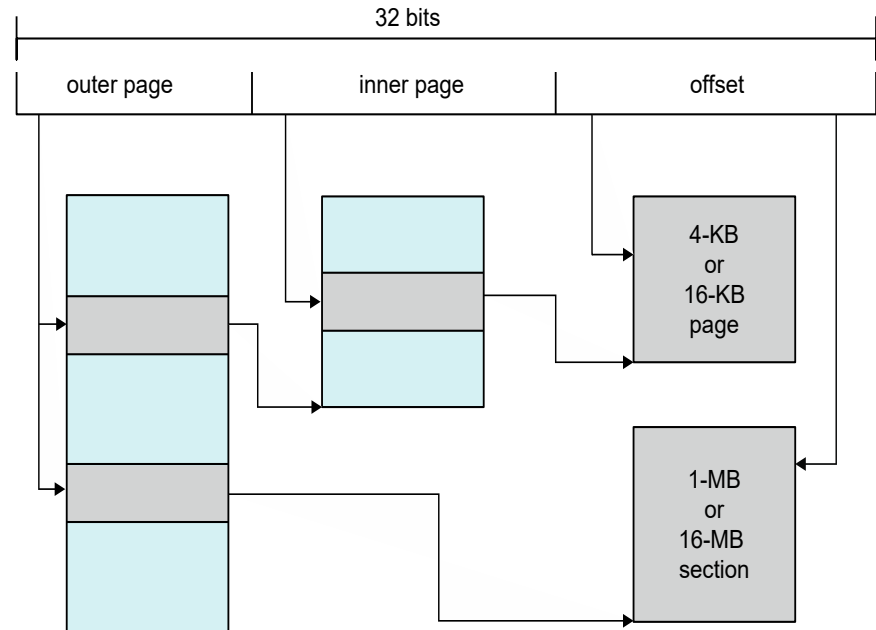 32 bits
outer page
inner page
offset
4-KB
or
16-KB
page
1-MB
or
16-MB
section